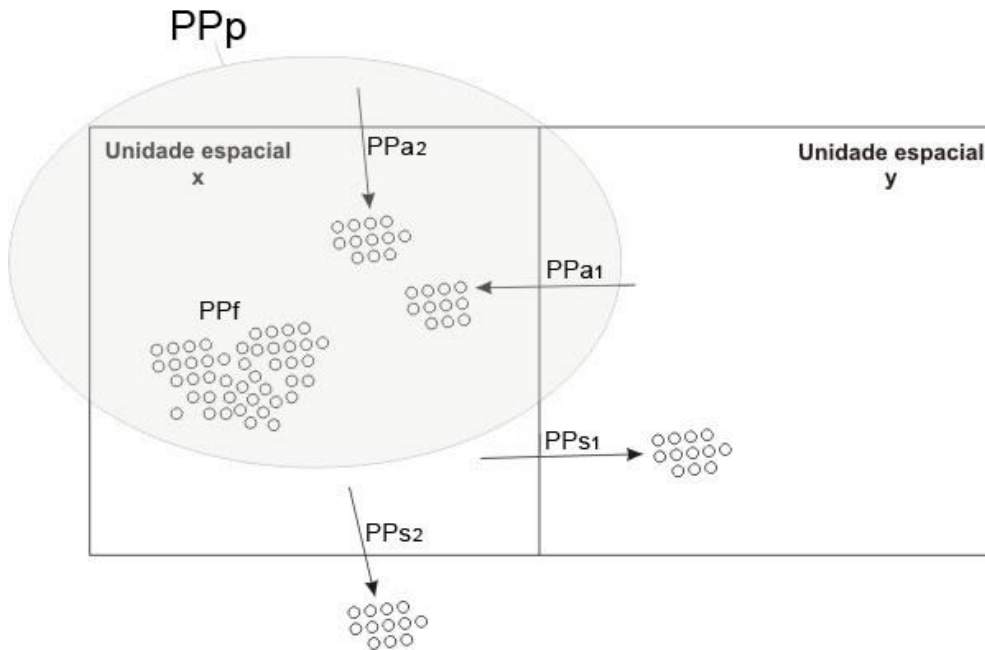 PPp
PPa2
Unidade espacial
x
Unidade espacial
y
PPa1
PPf
PPs1
PPs2